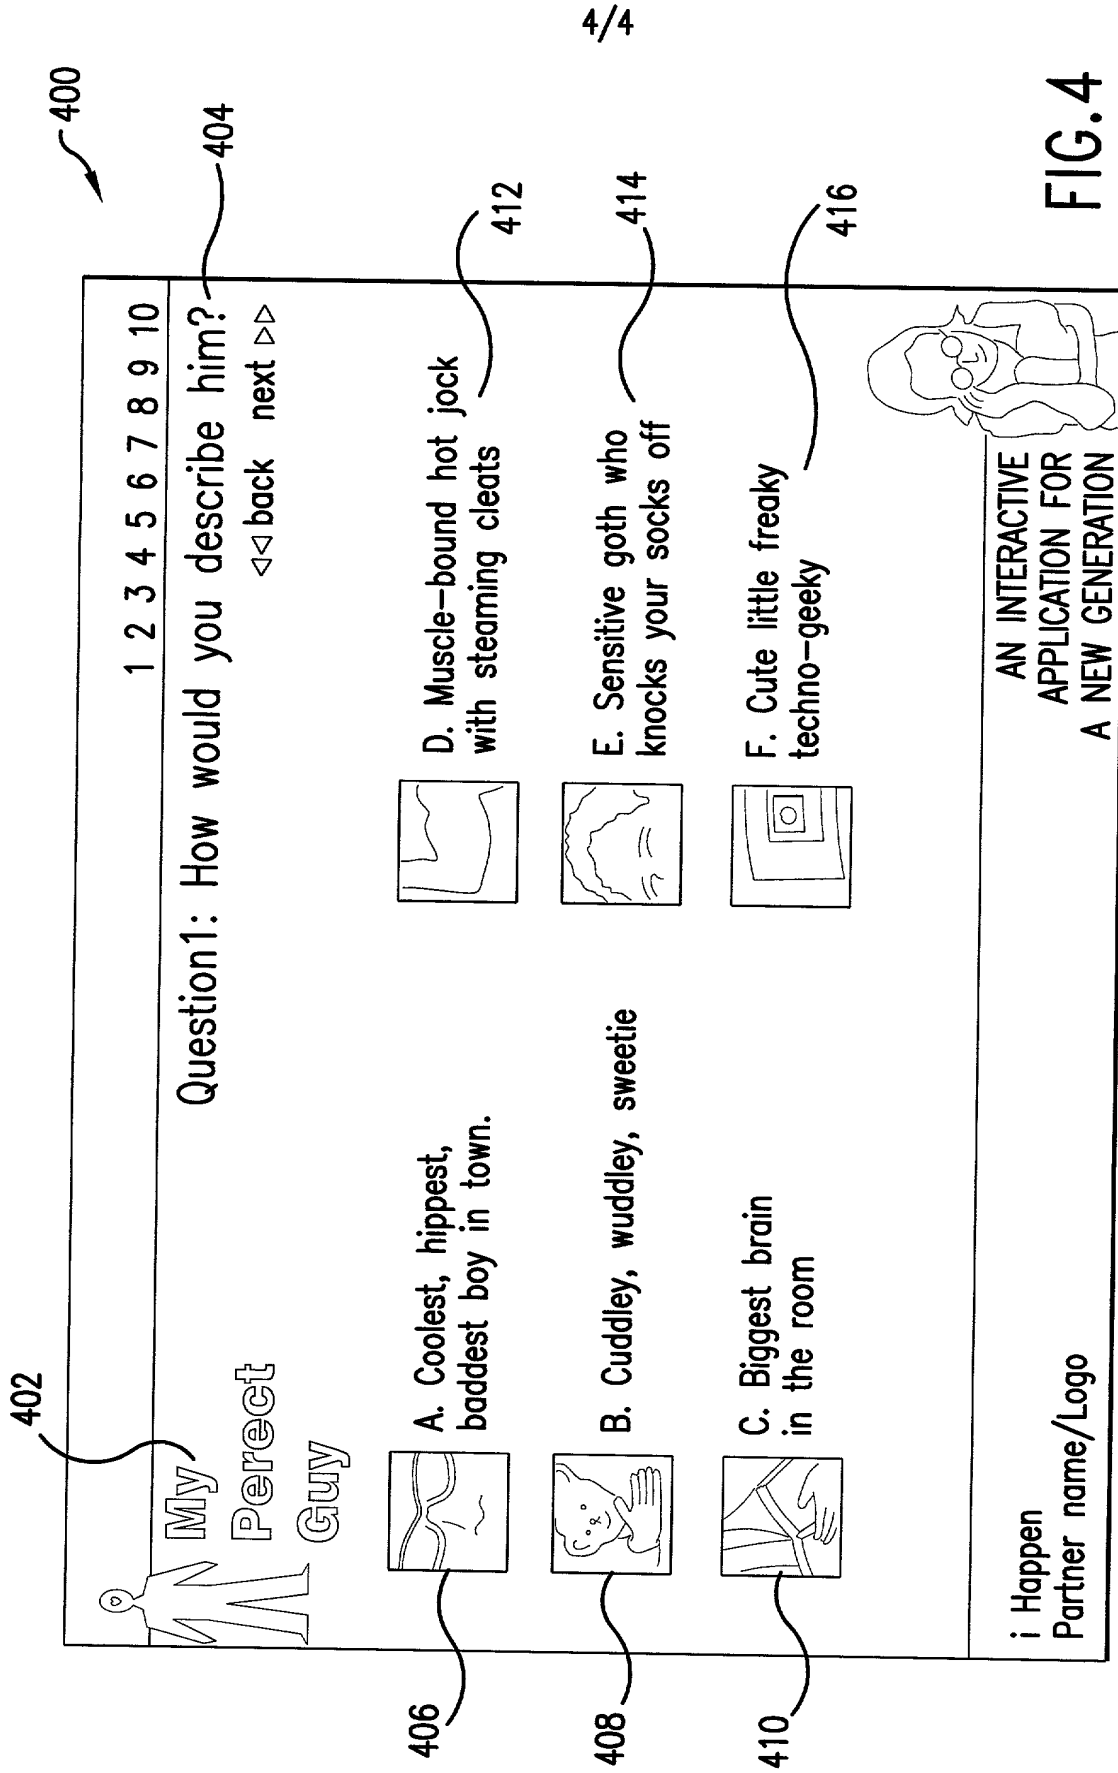 4/4
400
402
1 2 3 4 5 6 7 8 9 10
My
Perect
Guy
Question1: How would you describe him?
404
back next
406
A. Coolest, hippest,
baddest boy in town.
408
B. Cuddley, wuddley, sweetie
410
C. Biggest brain
in the room
D. Muscle-bound hot jock
with steaming cleats
412
E. Sensitive goth who
knocks your socks off
414
F. Cute little freaky
techno-geeky
416
i Happen
Partner name/Logo
AN INTERACTIVE
APPLICATION FOR
A NEW GENERATION
FIG.4